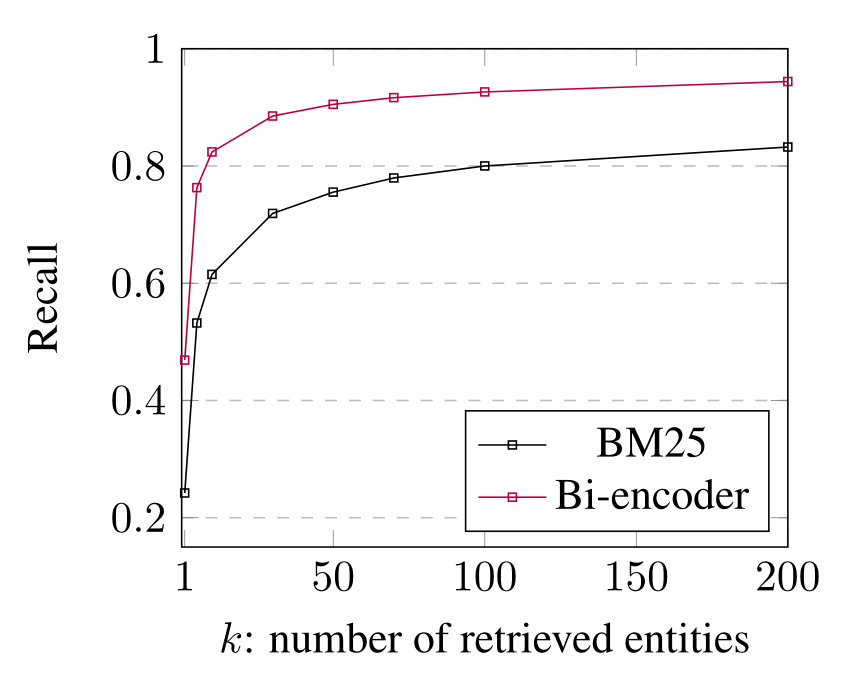 1
0.8
0.6
0.4
0.2
Recall
BM25
Bi-encoder
1 50 100 150 200
k: number of retrieved entities